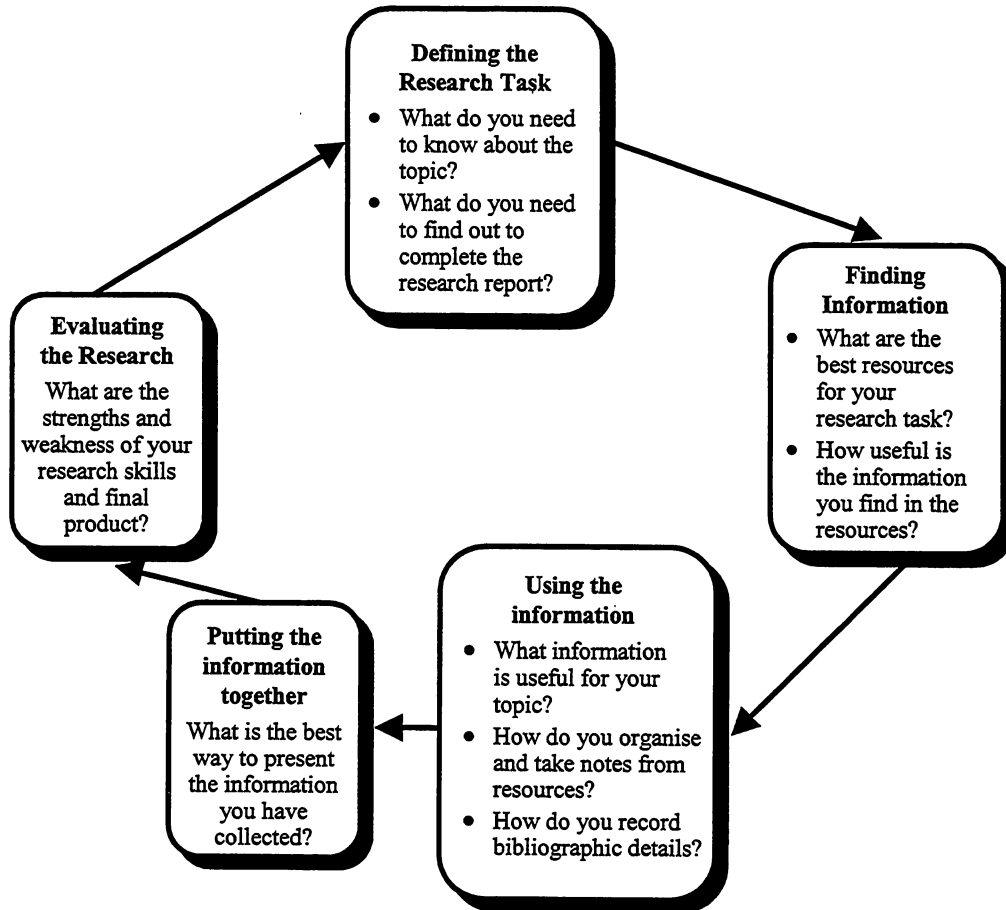 Defining the
Research Task
• What do you need
to know about the
topic?
• What do you need
to find out to
complete the
research report?
Finding
Information
• What are the
best resources
for your
research task?
• How useful is
the information
you find in the
resources?
Using the
information
• What information
is useful for your
topic?
• How do you organise
and take notes from
resources?
• How do you record
bibliographic details?
Putting the
information
together
What is the best
way to present
the information
you have
collected?
Evaluating
the Research
What are the
strengths and
weakness of your
research skills
and final
product?